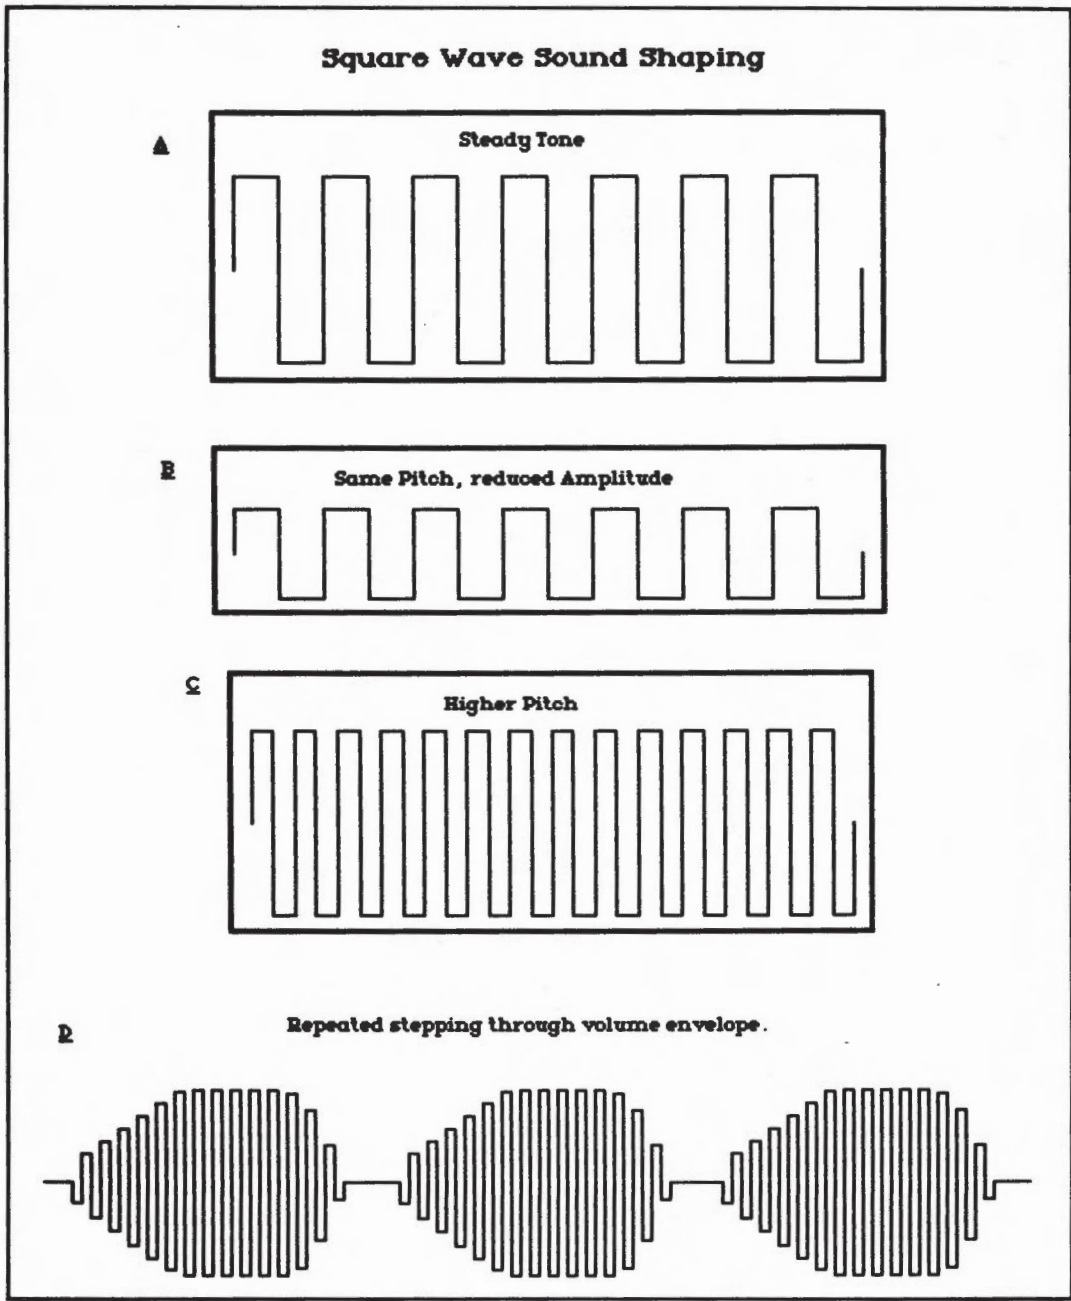 Square Wave Sound Shaping
A
Steady Tone
B
Same Pitch, reduced Amplitude
C
Higher Pitch
D
Repeated stepping through volume envelope.